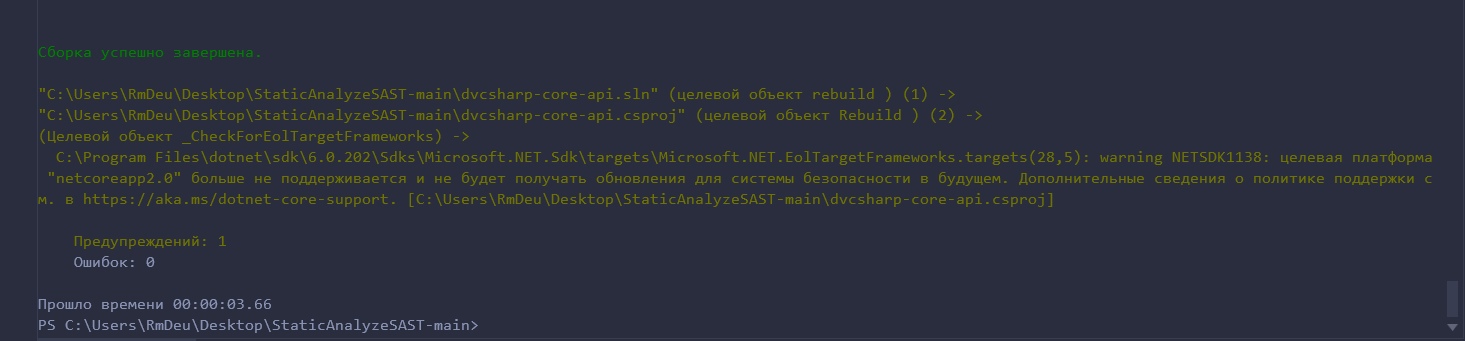 Сборка успешно завершена.
"C:\Users\RmDeu\Desktop\StaticAnalyzeSAST-main\dvcsharp-core-api.sln" (целевой объект rebuild ) (1) ->
"C:\Users\RmDeu\Desktop\StaticAnalyzeSAST-main\dvcsharp-core-api.csproj" (целевой объект Rebuild ) (2) ->
(Целевой объект _CheckForEolTargetFrameworks) ->
C:\Program Files\dotnet\sdk\6.0.202\Sdks\Microsoft.NET.Sdk\targets\Microsoft.NET.EolTargetFrameworks.targets(28,5): warning NETSDK1138: целевая платформа
"netcoreapp2.0" больше не поддерживается и не будет получать обновления для системы безопасности в будущем. Дополнительные сведения о политике поддержки с
м. в https://aka.ms/dotnet-core-support. [C:\Users\RmDeu\Desktop\StaticAnalyzeSAST-main\dvcsharp-core-api.csproj]
Предупреждений: 1
Ошибок: 0
Прошло времени 00:00:03.66
PS C:\Users\RmDeu\Desktop\StaticAnalyzeSAST-main>